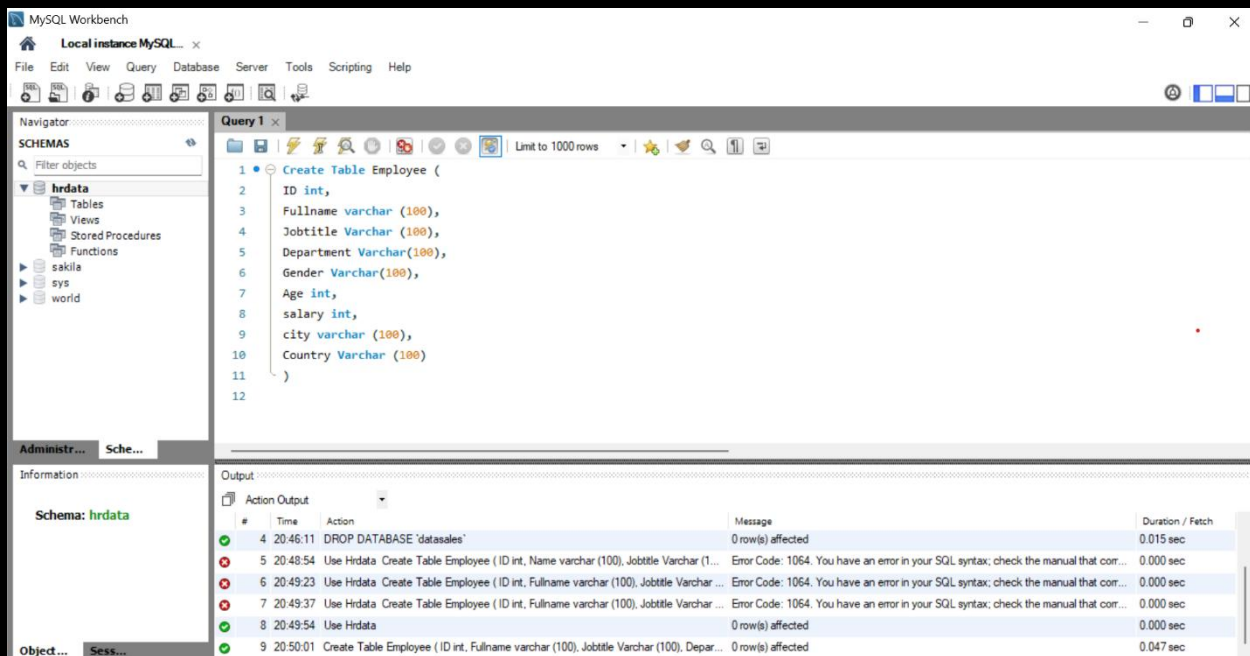 MySQL Workbench
Local instance MySQL...
File Edit View Query Database Server Tools Scripting Help
Navigator
SCHEMAS
Filter objects
hrdata
Tables
Views
Stored Procedures
Functions
sakila
sys
world
Administr... Sche...
Information
Schema: hrdata
Object... Sess...
Query 1
Limit to 1000 rows
1 Create Table Employee (
2 ID int,
3 Fullname varchar (100),
4 Jobtitle Varchar (100),
5 Department Varchar(100),
6 Gender Varchar(100),
7 Age int,
8 salary int,
9 city varchar (100),
10 Country Varchar (100)
11 )
12
Output
Action Output
# Time Action Message Duration / Fetch
4 20:46:11 DROP DATABASE `datasales` 0 row(s) affected 0.015 sec
5 20:48:54 Use Hrdata Create Table Employee ( ID int, Name varchar (100), Jobtitle Varchar (1... Error Code: 1064. You have an error in your SQL syntax; check the manual that corr... 0.000 sec
6 20:49:23 Use Hrdata Create Table Employee ( ID int, Fullname varchar (100), Jobtitle Varchar ... Error Code: 1064. You have an error in your SQL syntax; check the manual that corr... 0.000 sec
7 20:49:37 Use Hrdata Create Table Employee ( ID int, Fullname varchar (100), Jobtitle Varchar ... Error Code: 1064. You have an error in your SQL syntax; check the manual that corr... 0.000 sec
8 20:49:54 Use Hrdata 0 row(s) affected 0.000 sec
9 20:50:01 Create Table Employee ( ID int, Fullname varchar (100), Jobtitle Varchar (100), Depar... 0 row(s) affected 0.047 sec